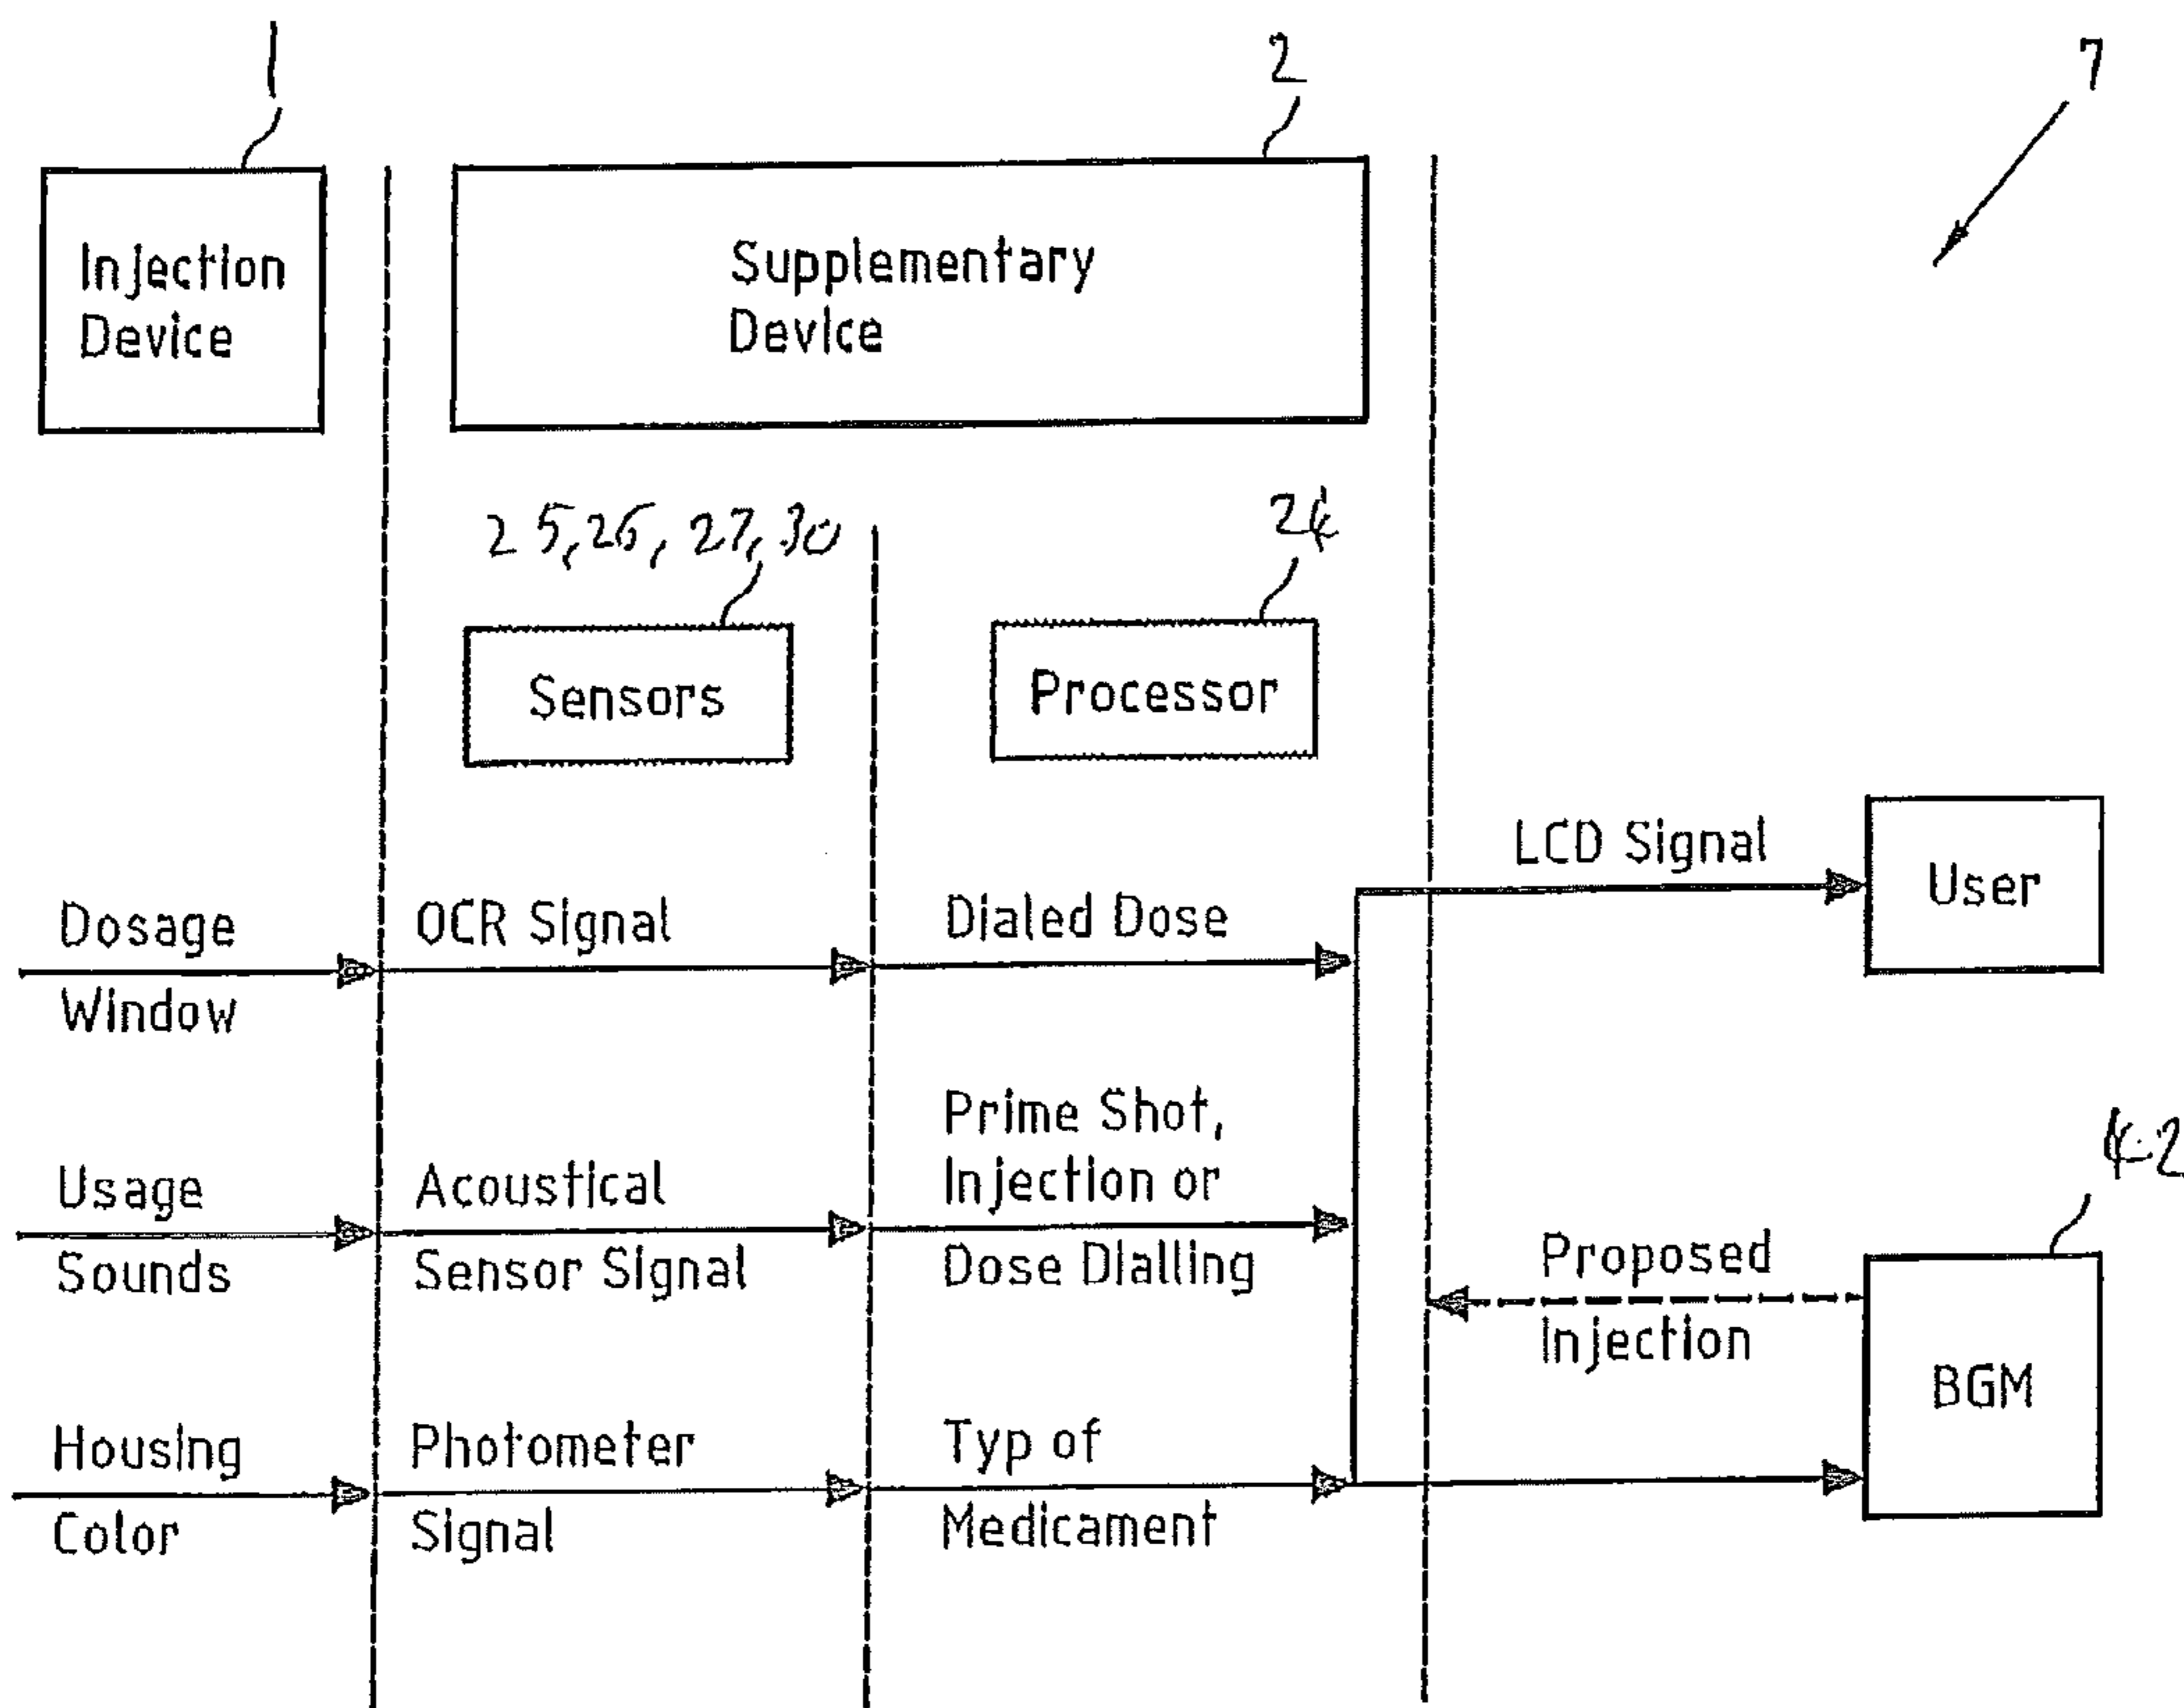 1
2
7
Injection
Device
Supplementary
Device
25, 26, 27, 30
24
Sensors
Processor
LCD Signal
User
Dosage
Window
OCR Signal
Dialed Dose
Usage
Sounds
Acoustical
Sensor Signal
Prime Shot,
Injection or
Dose Dialling
Proposed
Injection
42
BGM
Housing
Color
Photometer
Signal
Typ of
Medicament